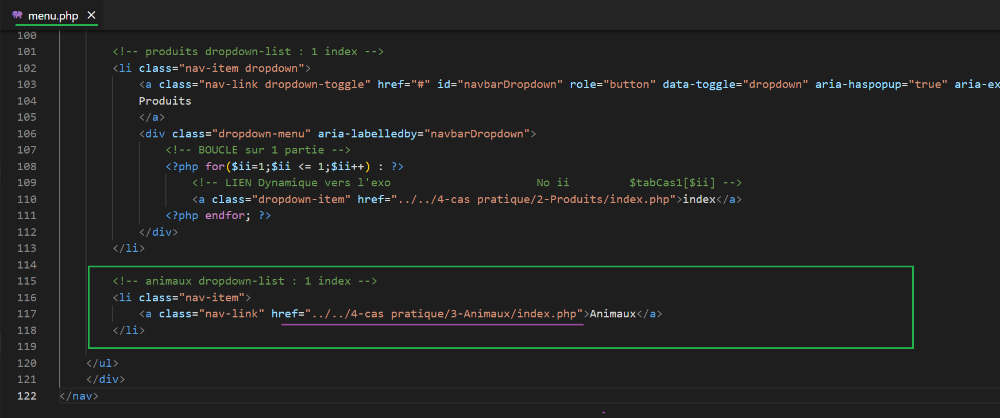 menu.php
100
101 <!-- produits dropdown-list : 1 index -->
102 <li class="nav-item dropdown">
103 <a class="nav-link dropdown-toggle" href="#" id="navbarDropdown" role="button" data-toggle="dropdown" aria-haspopup="true" aria-ex
104 Produits
105 </a>
106 <div class="dropdown-menu" aria-labelledby="navbarDropdown">
107 <!-- BOUCLE sur 1 partie -->
108 <?php for($ii=1;$ii <= 1;$ii++) : ?>
109 <!-- LIEN Dynamique vers l'exo No ii $tabCas1[$ii] -->
110 <a class="dropdown-item" href="../../4-cas pratique/2-Produits/index.php">index</a>
111 <?php endfor; ?>
112 </div>
113 </li>
114
115 <!-- animaux dropdown-list : 1 index -->
116 <li class="nav-item">
117 <a class="nav-link" href="../../4-cas pratique/3-Animaux/index.php">Animaux</a>
118 </li>
119
120 </ul>
121 </div>
122 </nav>